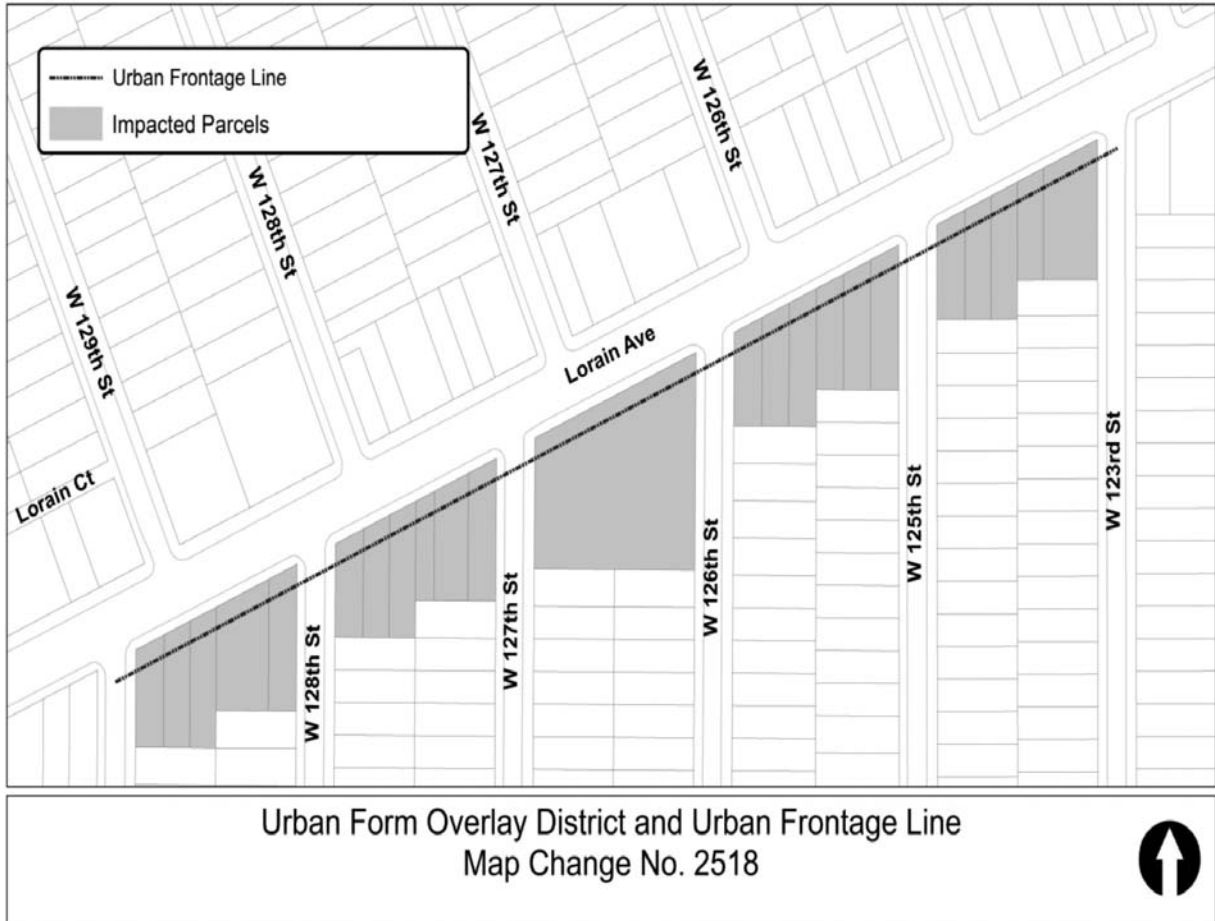 Urban Frontage Line
Impacted Parcels
W 126th St
W 127th St
W 128th St
W 129th St
Lorain Ave
Lorain Ct
W 123rd St
W 125th St
W 126th St
W 127th St
W 128th St
Urban Form Overlay District and Urban Frontage Line
Map Change No. 2518